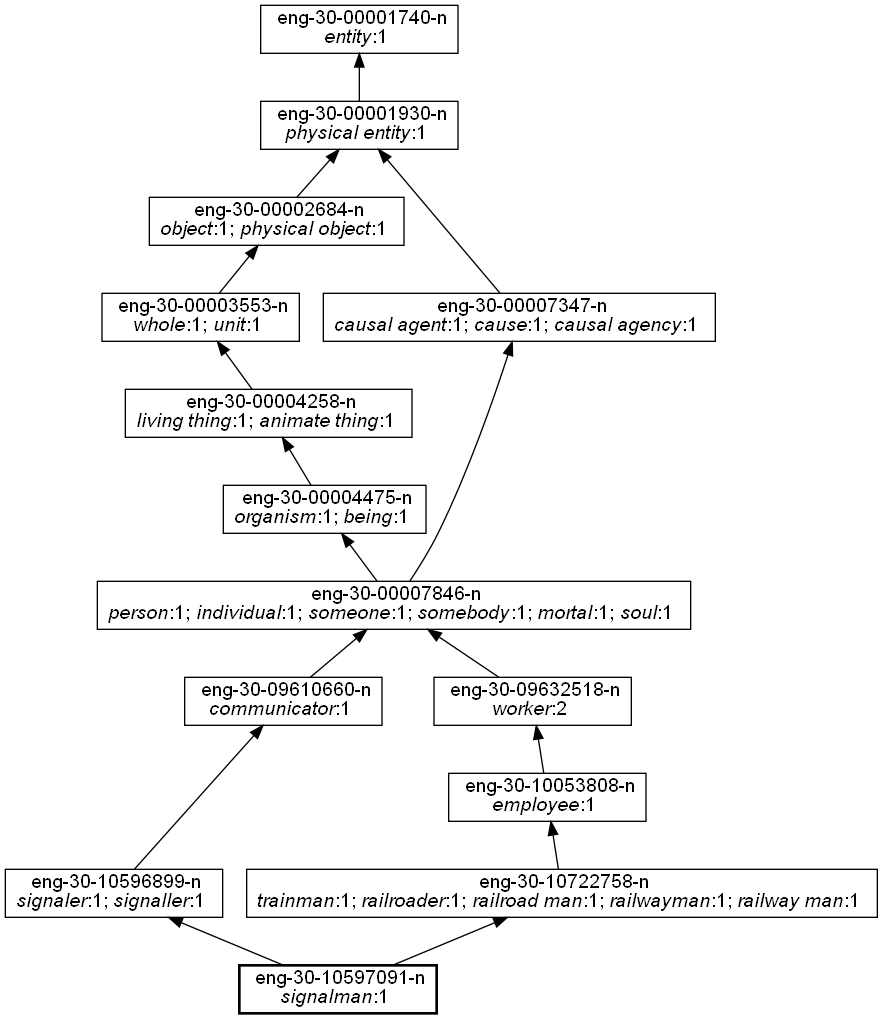 eng-30-00001740-n
entity:1
eng-30-00001930-n
physical entity:1
eng-30-00002684-n
object:1; physical object:1
eng-30-00003553-n
whole:1; unit:1
eng-30-00007347-n
causal agent:1; cause:1; causal agency:1
eng-30-00004258-n
living thing:1; animate thing:1
eng-30-00004475-n
organism:1; being:1
eng-30-00007846-n
person:1; individual:1; someone:1; somebody:1; mortal:1; soul:1
eng-30-09610660-n
communicator:1
eng-30-09632518-n
worker:2
eng-30-10053808-n
employee:1
eng-30-10596899-n
signaler:1; signaller:1
eng-30-10722758-n
trainman:1; railroader:1; railroad man:1; railwayman:1; railway man:1
eng-30-10597091-n
signalman:1